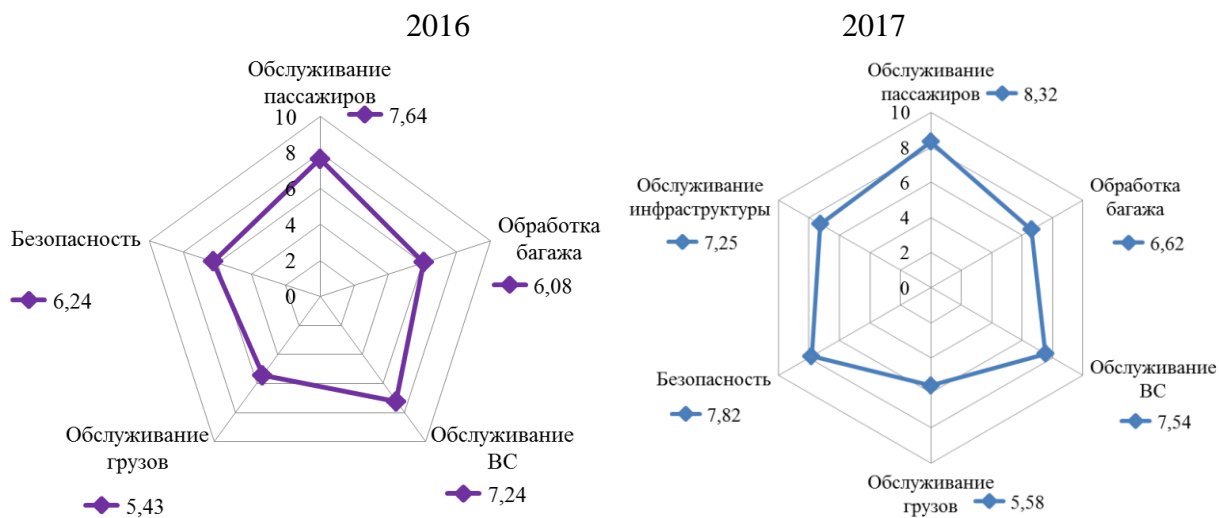 2016
Обслуживание
пассажиров
7,64
10
8
6
4
2
0
Обработка
багажа
6,08
Обслуживание
ВС
7,24
Обслуживание
грузов
5,43
Безопасность
6,24
2017
Обслуживание
пассажиров
8,32
10
8
6
4
2
0
Обработка
багажа
6,62
Обслуживание
ВС
7,54
Обслуживание
грузов
5,58
Безопасность
7,82
Обслуживание
инфраструктуры
7,25